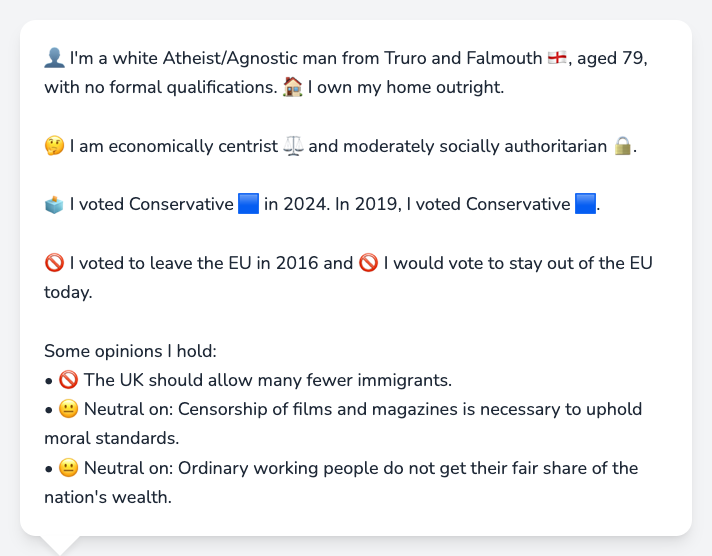 👤 I'm a white Atheist/Agnostic man from Truro and Falmouth 🏴󠁧󠁢󠁥󠁮󠁧󠁿, aged 79,
with no formal qualifications. 🏠 I own my home outright.
🤔 I am economically centrist ⚖️ and moderately socially authoritarian 🔒.
🗳️ I voted Conservative 🟦 in 2024. In 2019, I voted Conservative 🟦.
🚫 I voted to leave the EU in 2016 and 🚫 I would vote to stay out of the EU
today.
Some opinions I hold:
• 🚫 The UK should allow many fewer immigrants.
• 😐 Neutral on: Censorship of films and magazines is necessary to uphold
moral standards.
• 😐 Neutral on: Ordinary working people do not get their fair share of the
nation's wealth.